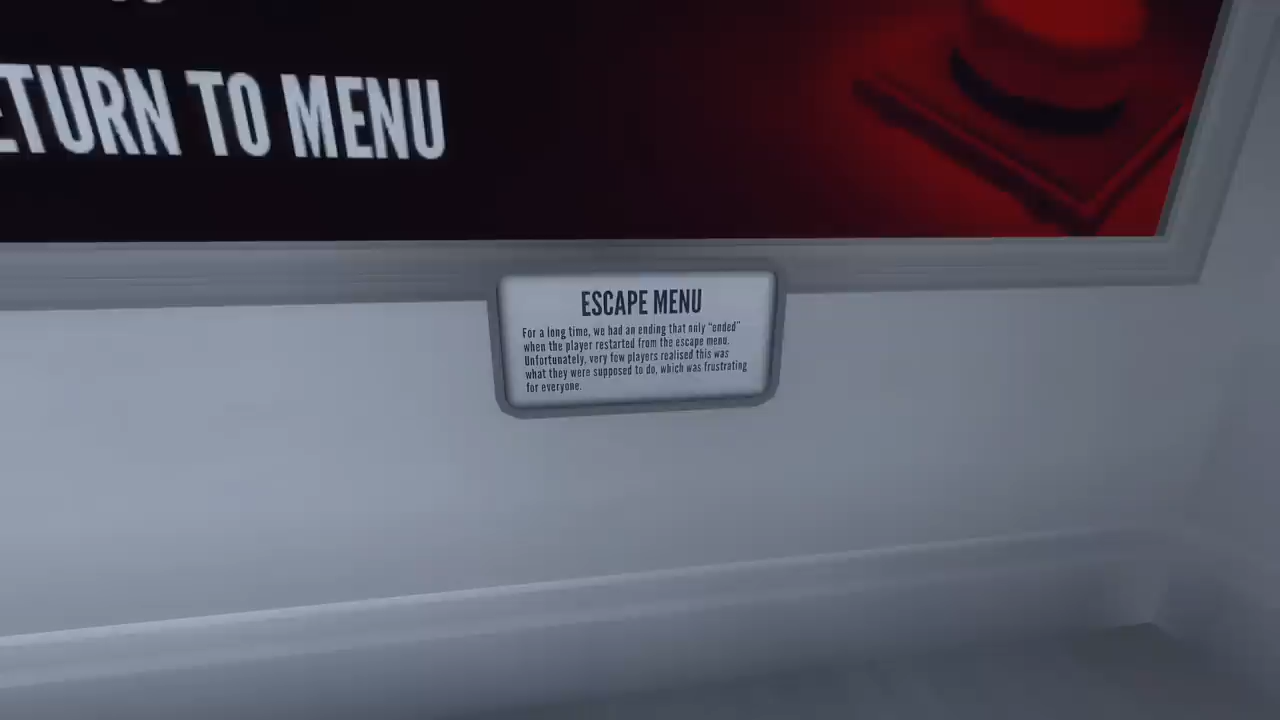 ETURN TO MENU
ESCAPE MENU
For a long time, we had an ending that only “ended”
when the player restarted from the escape menu.
Unfortunately, very few players realised this was
what they were supposed to do, which was frustrating
for everyone.